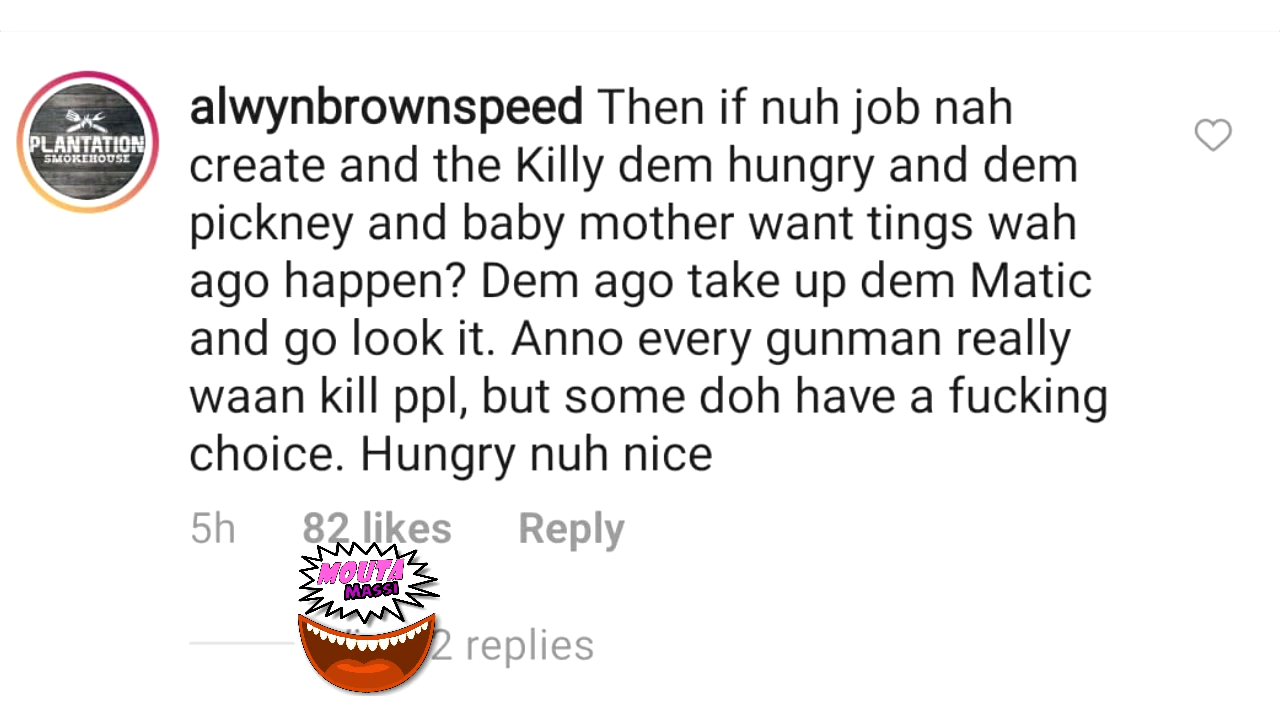 PLANTATION
SMOKEHOUSE
alwynbrownspeed Then if nuh job nah
create and the Killy dem hungry and dem
pickney and baby mother want tings wah
ago happen? Dem ago take up dem Matic
and go look it. Anno every gunman really
waan kill ppl, but some doh have a fucking
choice. Hungry nuh nice
5h 82 likes Reply
MOUTA
MASSI
2 replies